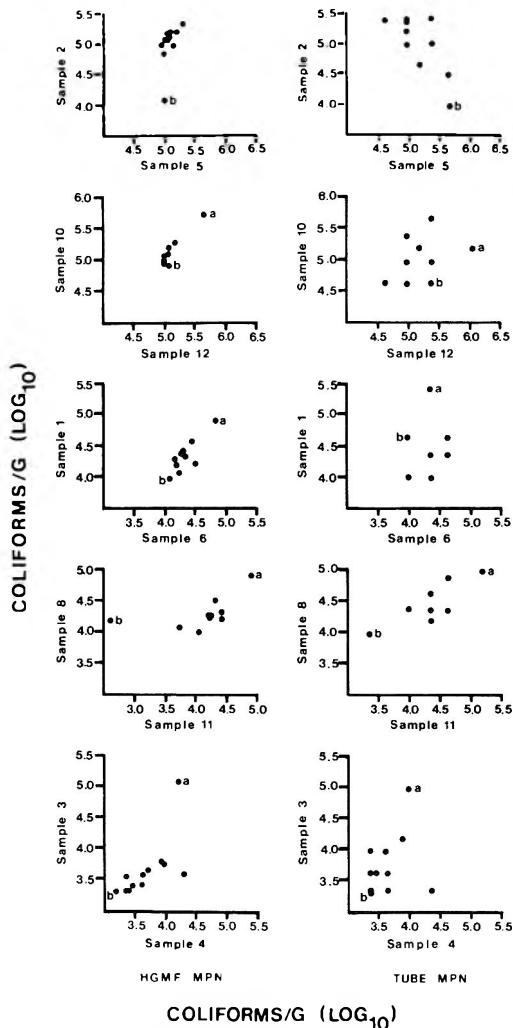 COLIFORMS/G (LOG10)
5.5
5.0
4.5
4.0
Sample 2
b
4.0 4.5 5.0 5.5 6.0 6.5
Sample 5
5.5
5.0
4.5
4.0
Sample 2
b
4.0 4.5 5.0 5.5 6.0 6.5
Sample 5
6.0
5.5
5.0
4.5
Sample 10
a
b
4.5 5.0 5.5 6.0 6.5
Sample 12
6.0
5.5
5.0
4.5
Sample 10
a
b
4.5 5.0 5.5 6.0 6.5
Sample 12
5.5
5.0
4.5
4.0
Sample 1
a
b
3.5 4.0 4.5 5.0 5.5
Sample 6
5.5
5.0
4.5
4.0
Sample 1
a
b
3.5 4.0 4.5 5.0 5.5
Sample 6
5.0
4.5
4.0
3.5
Sample 8
a
b
3.0 3.5 4.0 4.5 5.0
Sample 11
5.0
4.5
4.0
3.5
Sample 8
a
b
3.5 4.0 4.5 5.0 5.5
Sample 11
5.5
5.0
4.5
4.0
3.5
Sample 3
a
b
3.5 4.0 4.5 5.0 5.5
Sample 4
5.5
5.0
4.5
4.0
3.5
Sample 3
a
b
3.5 4.0 4.5 5.0 5.5
Sample 4
HGMF MPN
TUBE MPN
COLIFORMS/G (LOG10)